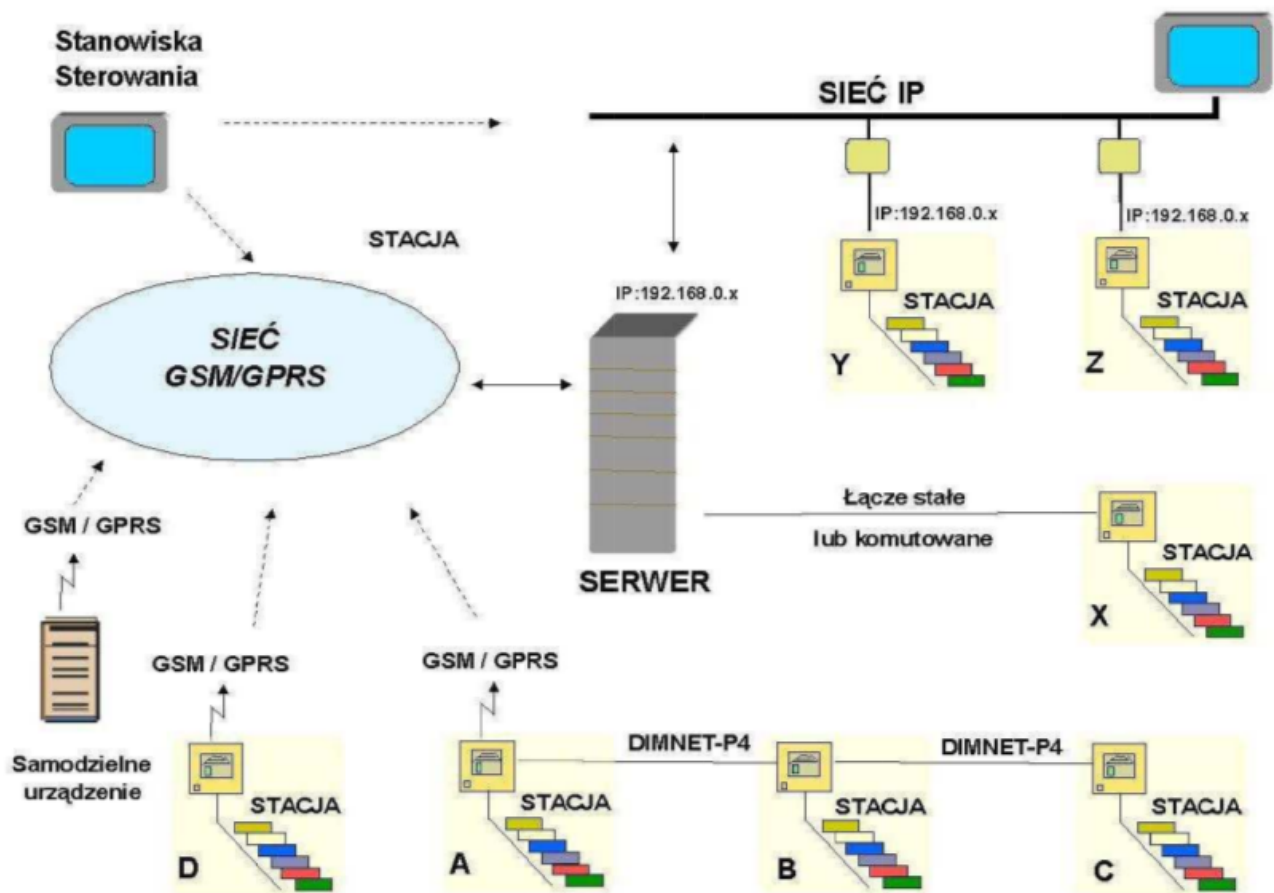 Stanowiska
Sterowania
SIEĆ IP
IP:192.168.0.x
IP:192.168.0.x
STACJA
IP:192.168.0.x
STACJA
STACJA
SIEĆ
GSM/GPRS
Y
Z
Łącze stałe
GSM / GPRS
lub komutowane
STACJA
SERWER
X
GSM / GPRS
GSM / GPRS
DIMNET-P4
DIMNET-P4
Samodzielne
urządzenie
STACJA
STACJA
STACJA
STACJA
D
A
B
C